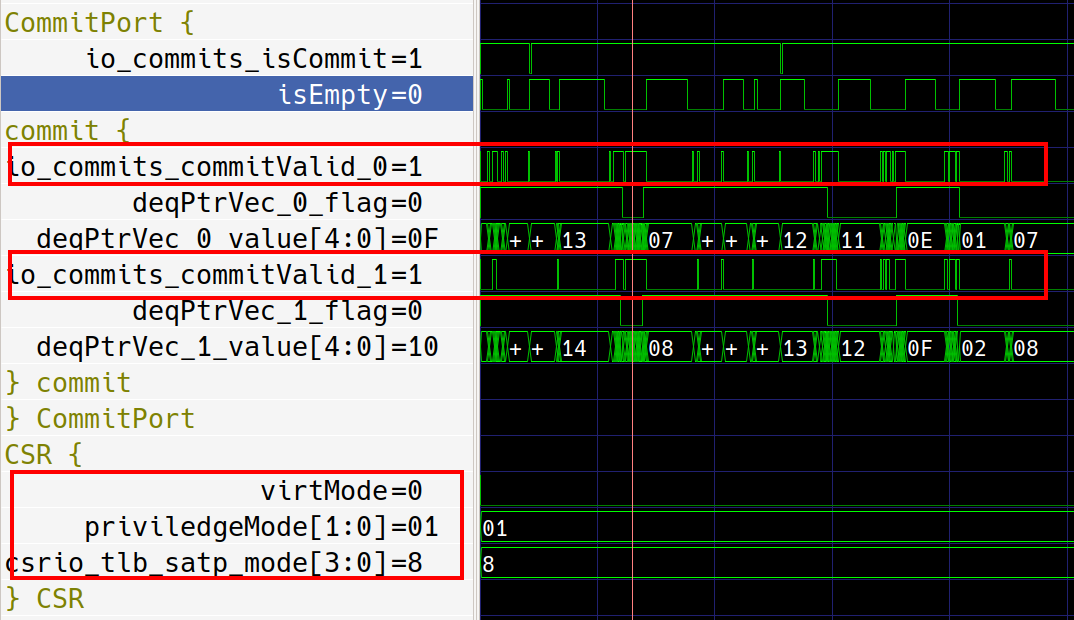 CommitPort {
io_commits_isCommit=1
isEmpty=0
commit {
io_commits_commitValid_0=1
deqPtrVec_0_flag=0
deqPtrVec_0_value[4:0]=0F + + 13 07 + + + 12 11 0E 01 07
io_commits_commitValid_1=1
deqPtrVec_1_flag=0
deqPtrVec_1_value[4:0]=10 + + 14 08 + + + 13 12 0F 02 08
} commit
} CommitPort
CSR {
virtMode=0
priviledgeMode[1:0]=01 01
csrio_tlb_satp_mode[3:0]=8 8
} CSR